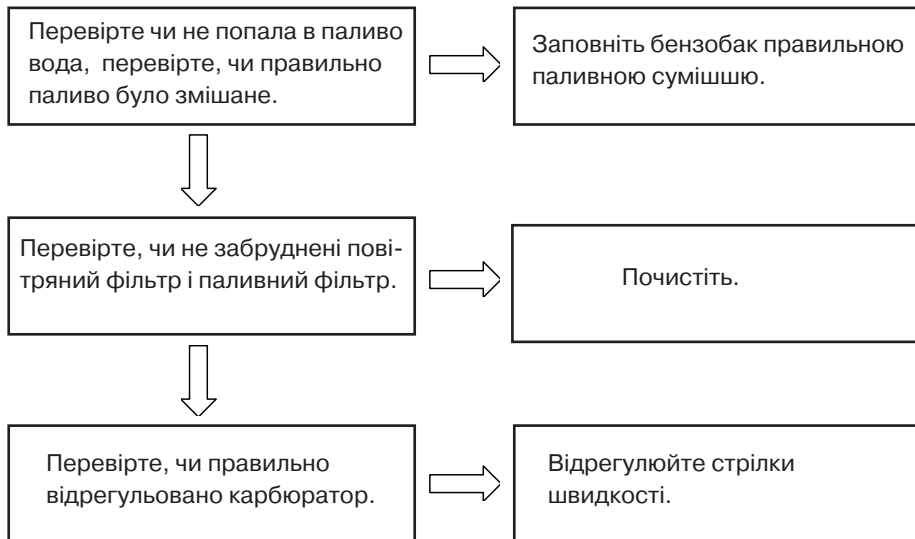 Перевірте чи не попала в паливо
вода, перевірте, чи правильно
паливо було змішане.
Заповніть бензобак правильною
паливною сумішшю.
Перевірте, чи не забруднені пові-
тряний фільтр і паливний фільтр.
Почистіть.
Перевірте, чи правильно
відрегульовано карбюратор.
Відрегулюйте стрілки
швидкості.